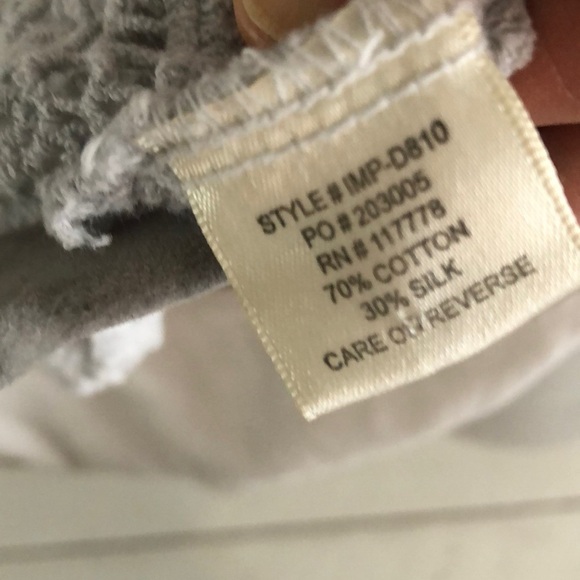 STYLE # IMP-D810
PO # 203005
RN # 117778
70% COTTON
30% SILK
CARE ON REVERSE